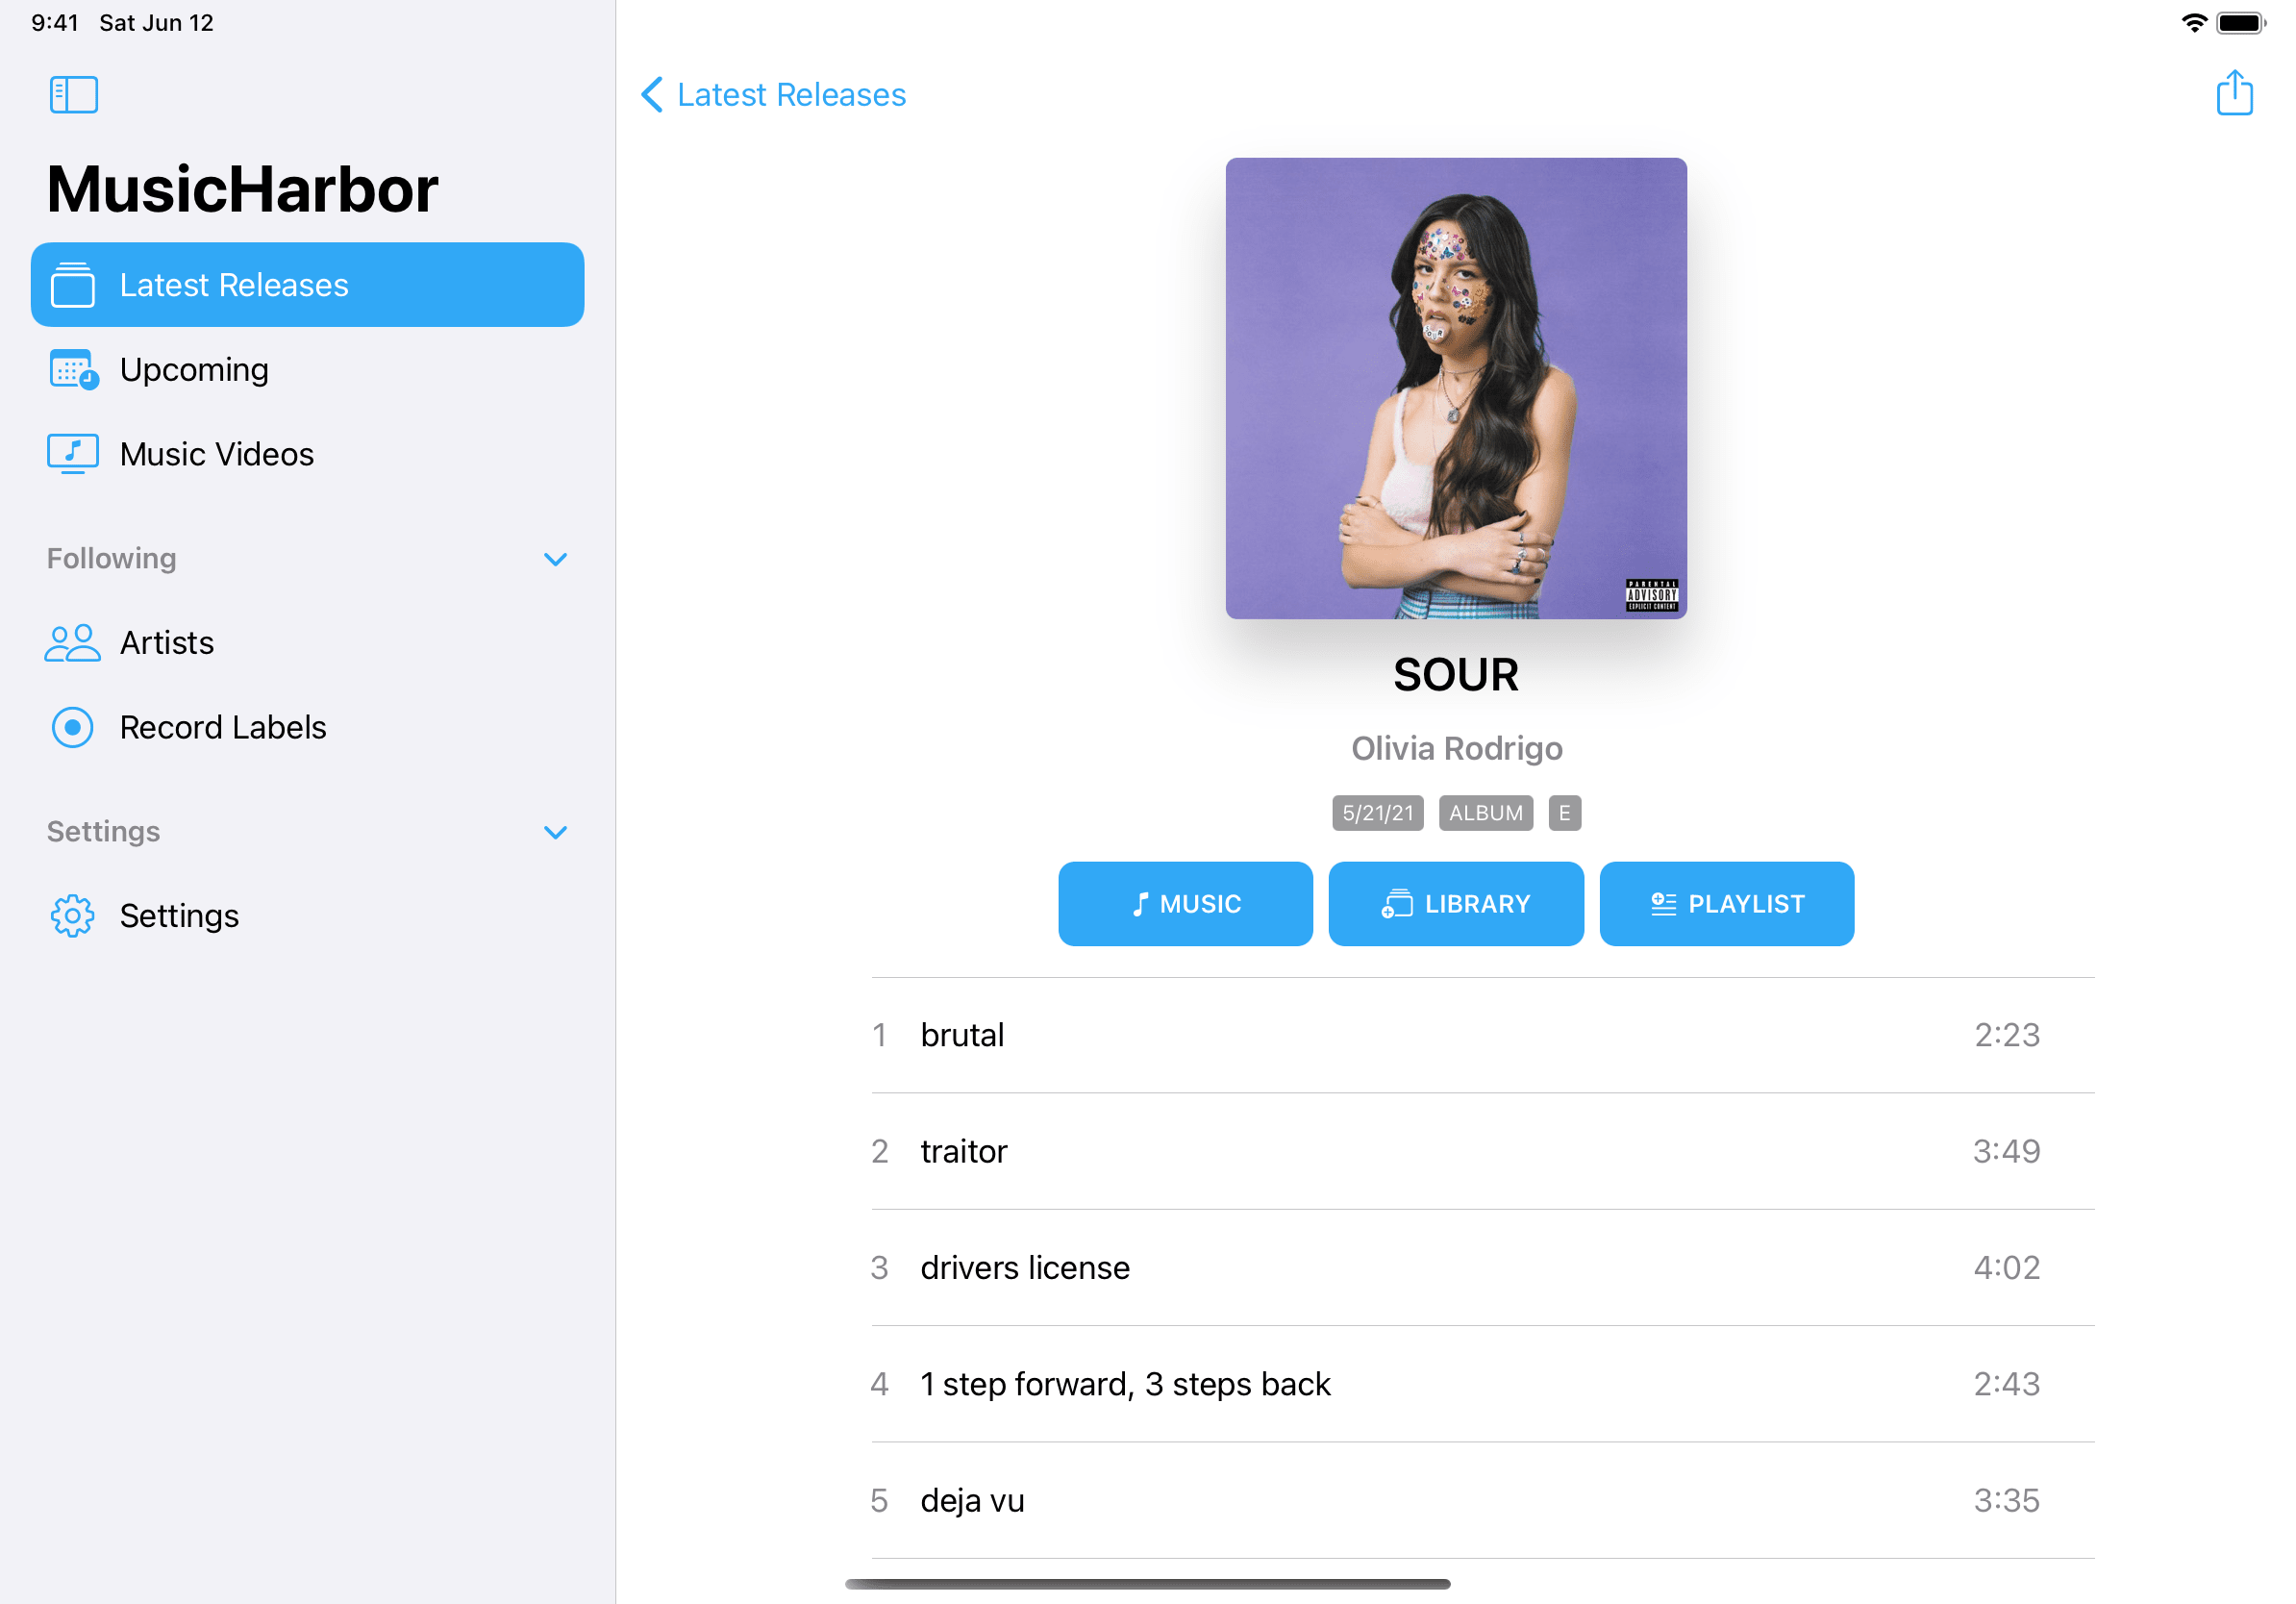 9:41 Sat Jun 12
MusicHarbor
Latest Releases
Upcoming
Music Videos
Following
Artists
Record Labels
Settings
Settings
Latest Releases
PARENTAL
ADVISORY
EXPLICIT CONTENT
SOUR
Olivia Rodrigo
5/21/21 ALBUM E
MUSIC LIBRARY PLAYLIST
1 brutal 2:23
2 traitor 3:49
3 drivers license 4:02
4 1 step forward, 3 steps back 2:43
5 deja vu 3:35